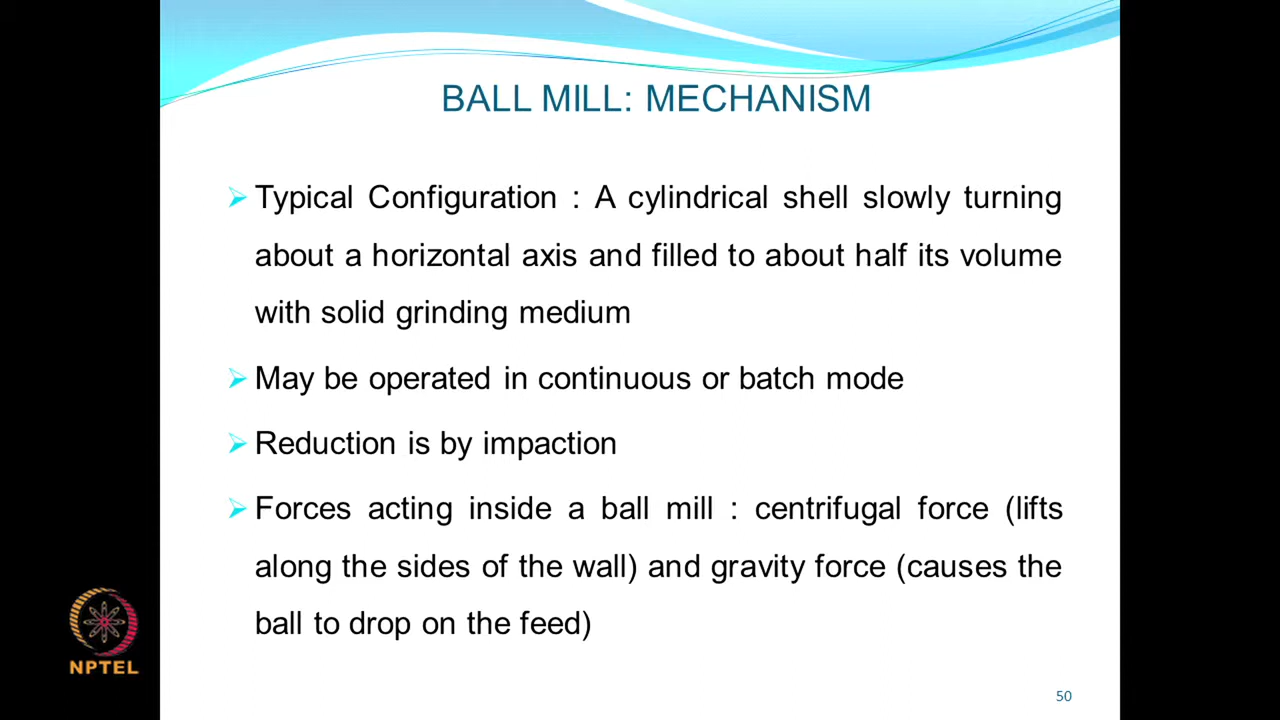 BALL MILL: MECHANISM
Typical Configuration : A cylindrical shell slowly turning
about a horizontal axis and filled to about half its volume
with solid grinding medium
May be operated in continuous or batch mode
Reduction is by impaction
Forces acting inside a ball mill : centrifugal force (lifts
along the sides of the wall) and gravity force (causes the
ball to drop on the feed)
NPTEL
50